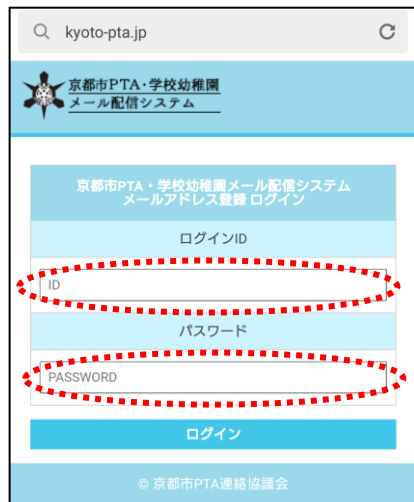 kyoto-pta.jp
京都市PTA・学校幼稚園
メール配信システム
京都市PTA・学校幼稚園メール配信システム
メールアドレス登録 ログイン
ログインID
ID
パスワード
PASSWORD
ログイン
© 京都市PTA連絡協議会